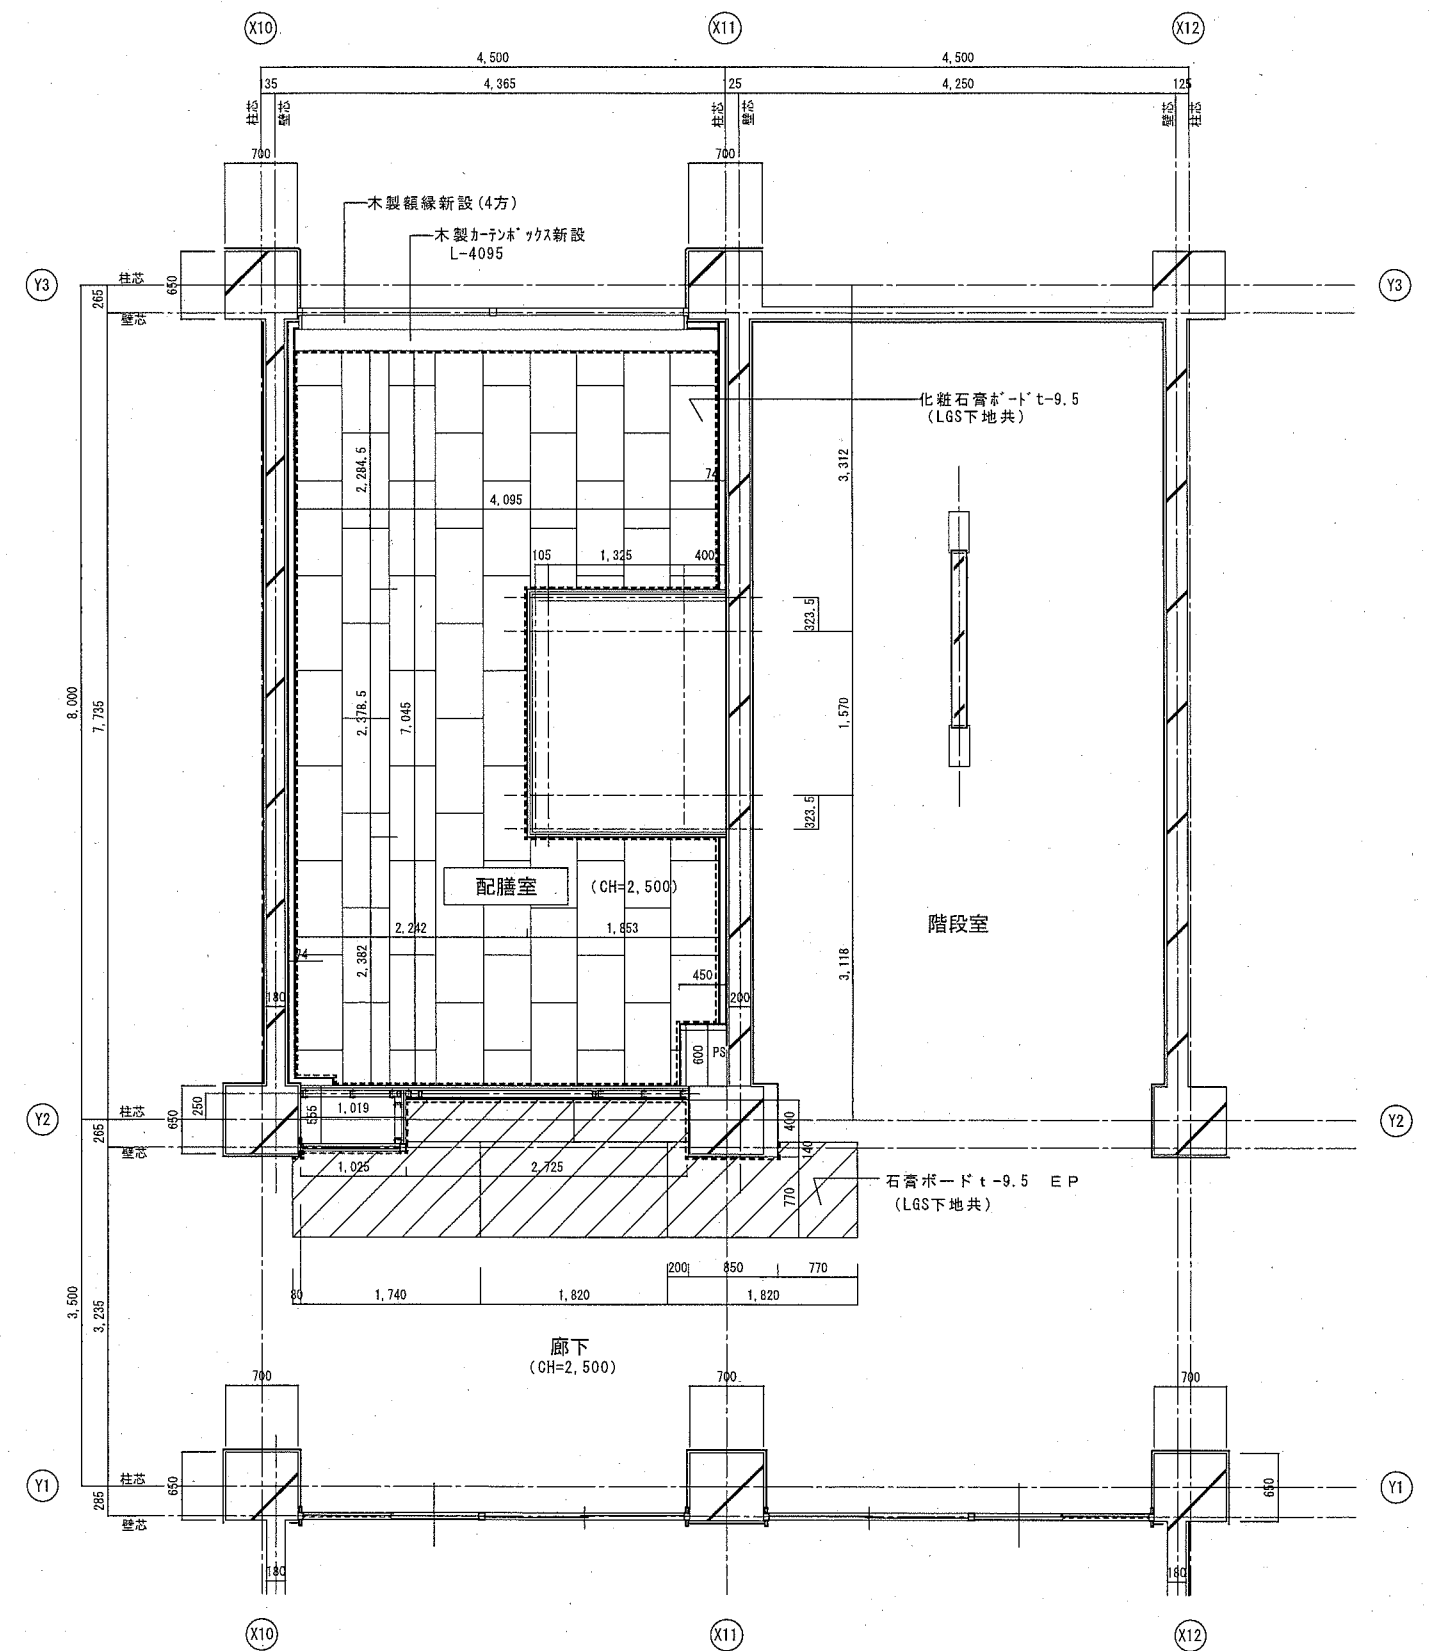 X10
X11
X12
4,500
4,500
135
4,365
125
4,250
125
柱芯
壁芯
柱芯
壁芯
壁芯
柱芯
700
700
木製額縁新設(4方)
木製カーテンボックス新設
L-4095
Y3
柱芯
壁芯
265
650
Y3
化粧石膏ボードt-9.5
(LGS下地共)
2,284.5
74
3,312
4,095
105
1,325
400
323.5
8,000
7,735
2,378.5
7,045
1,570
323.5
配膳室
(CH=2,500)
階段室
2,242
1,853
74
2,382
450
3,118
180
200
600
PS
Y2
柱芯
壁芯
265
650
250
555
1,019
400
140
Y2
1,025
2,725
770
石膏ボードt-9.5 EP
(LGS下地共)
200
850
770
80
1,740
1,820
1,820
3,500
3,235
廊下
(CH=2,500)
700
700
700
Y1
柱芯
壁芯
285
650
650
Y1
180
180
X10
X11
X12